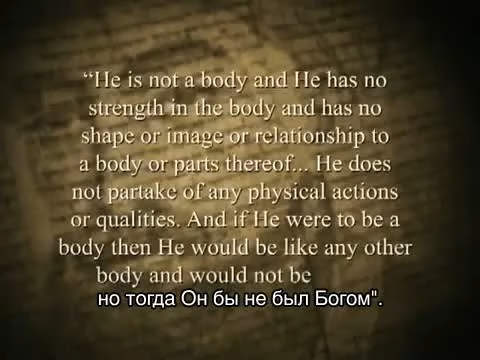 “He is not a body and He has no
strength in the body and has no
shape or image or relationship to
a body or parts thereof... He does
not partake of any physical actions
or qualities. And if He were to be a
body then He would be like any other
body and would not be
но тогда Он бы не был Богом".